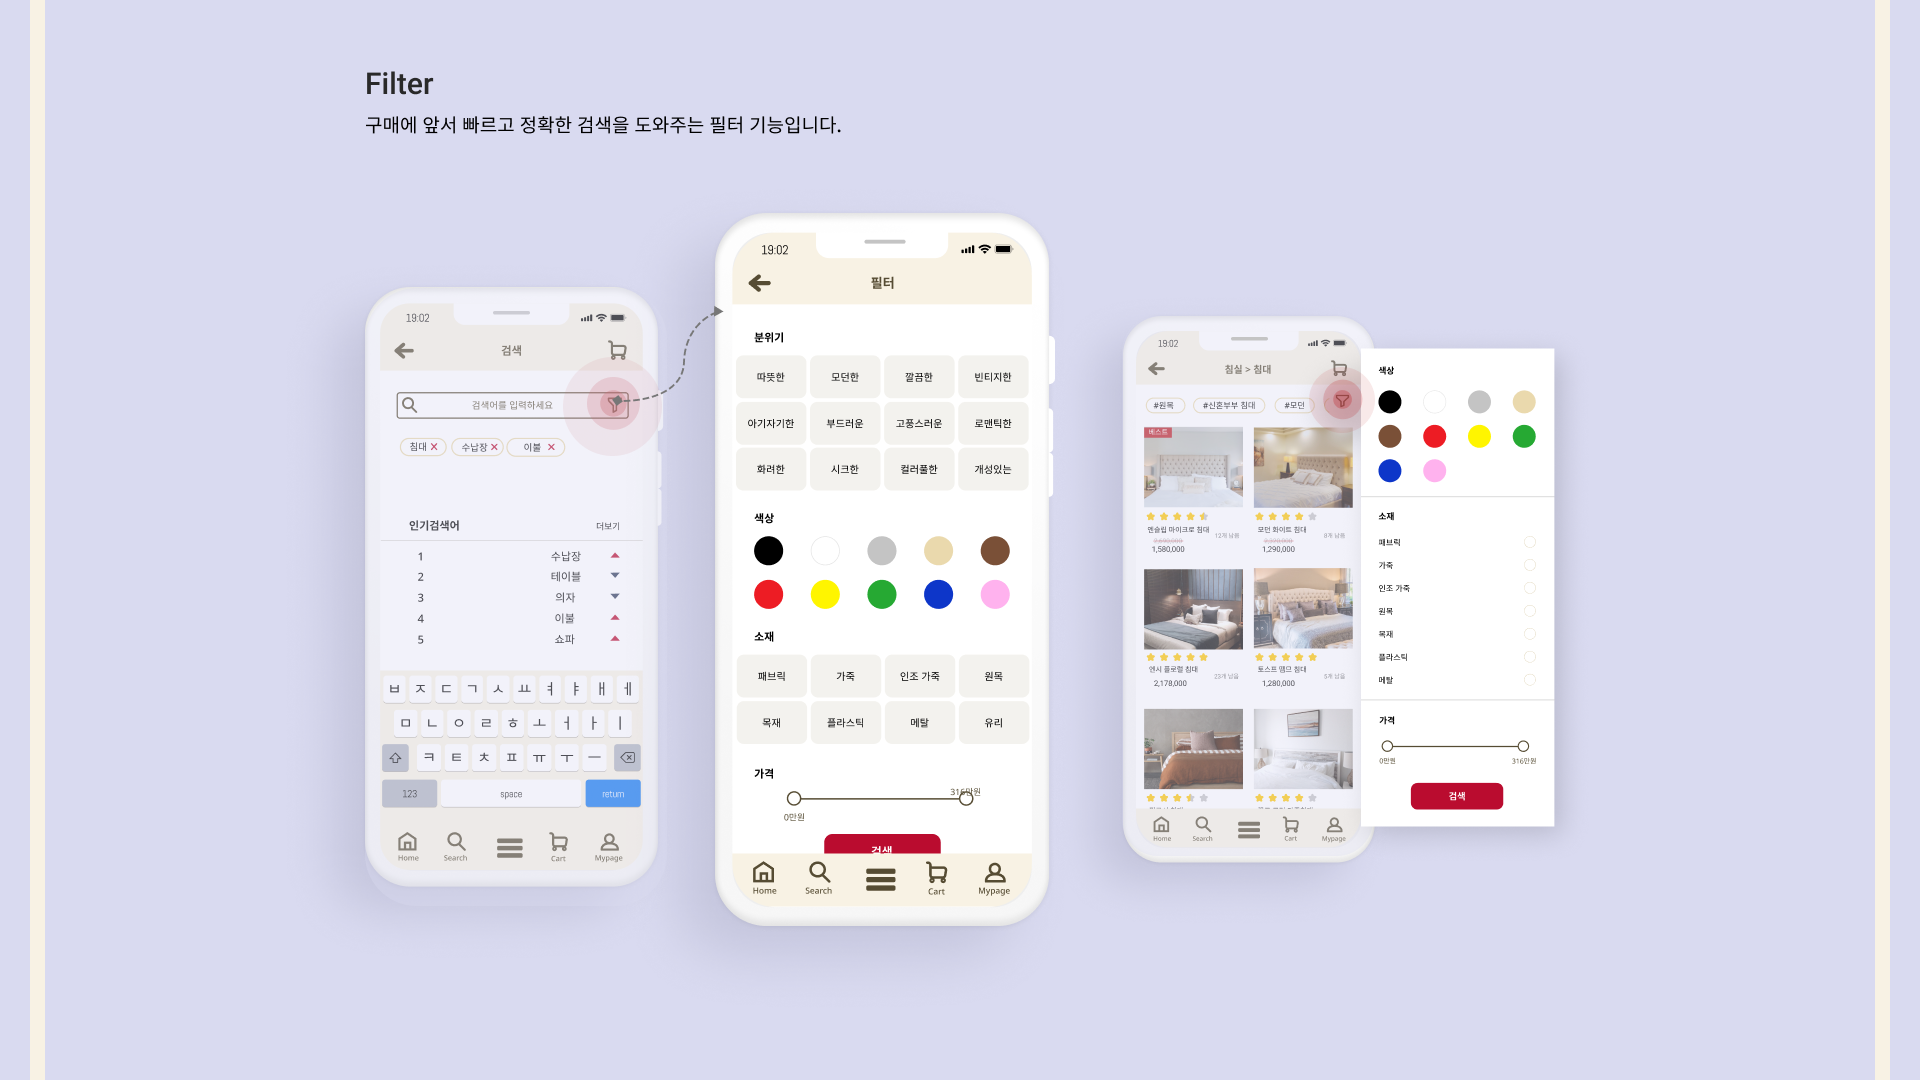 Filter
구매에 앞서 빠르고 정확한 검색을 도와주는 필터 기능입니다.
19:02
검색
검색어를 입력하세요
침대 수납장 이불
인기검색어 더보기
1 수납장
2 테이블
3 의자
4 이불
5 쇼파
ㅂ ㅈ ㄷ ㄱ ㅅ ㅛ ㅕ ㅑ ㅐ ㅔ
ㅁ ㄴ ㅇ ㄹ ㅎ ㅗ ㅓ ㅏ ㅣ
ㅋ ㅌ ㅊ ㅍ ㅠ ㅜ ㅡ
123 space return
Home Search Cart Mypage
19:02
필터
분위기
따뜻한 모던한 깔끔한 빈티지한
아기자기한 부드러운 고풍스러운 로맨틱한
화려한 시크한 컬러풀한 개성있는
색상
소재
패브릭 가죽 인조 가죽 원목
목재 플라스틱 메탈 유리
가격
316만원
0만원
검색
Home Search Cart Mypage
19:02
침실 > 침대
#원목 #신혼부부 침대 #모던
베스트
멘슬립 마이크로 침대 모던 화이트 침대
12개 남음 8개 남음
1,580,000 1,290,000
엔시 플로럴 침대 토스프 맴므 침대
23개 남음 5개 남음
2,178,000 1,280,000
Home Search Cart Mypage
색상
소재
패브릭
가죽
인조 가죽
원목
목재
플라스틱
메탈
가격
0만원 316만원
검색